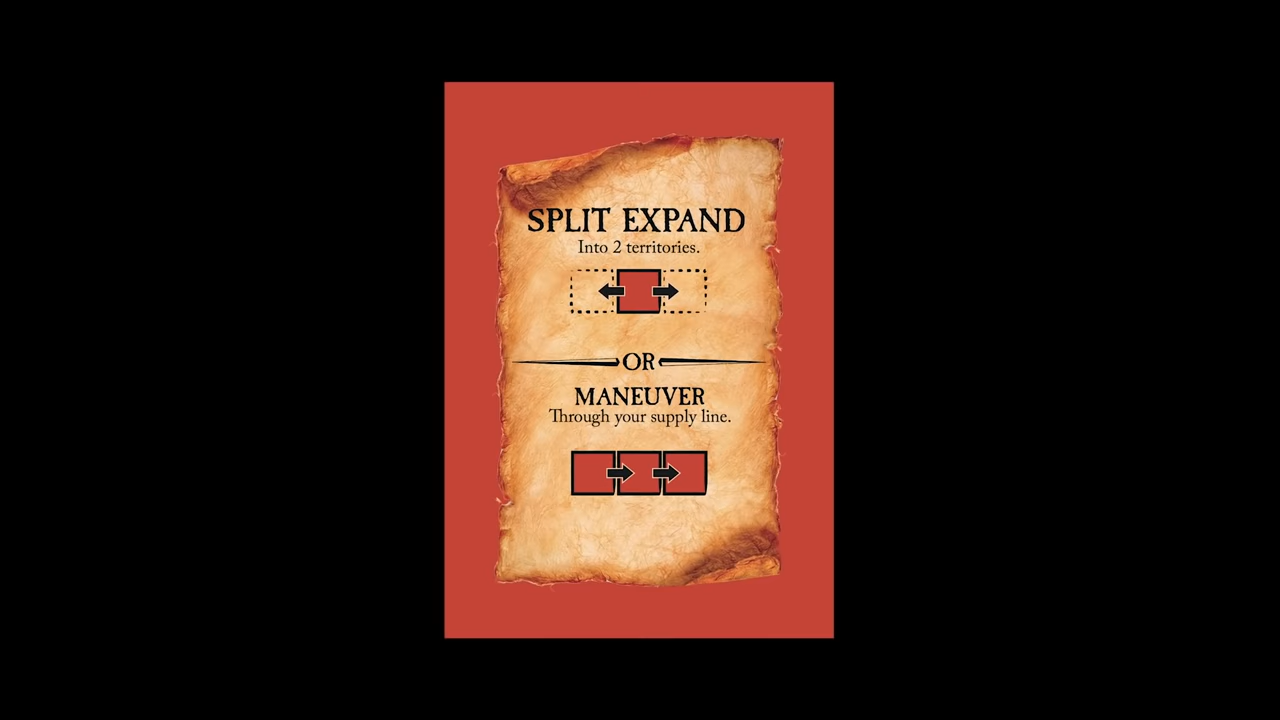 SPLIT EXPAND
Into 2 territories.
OR
MANEUVER
Through your supply line.